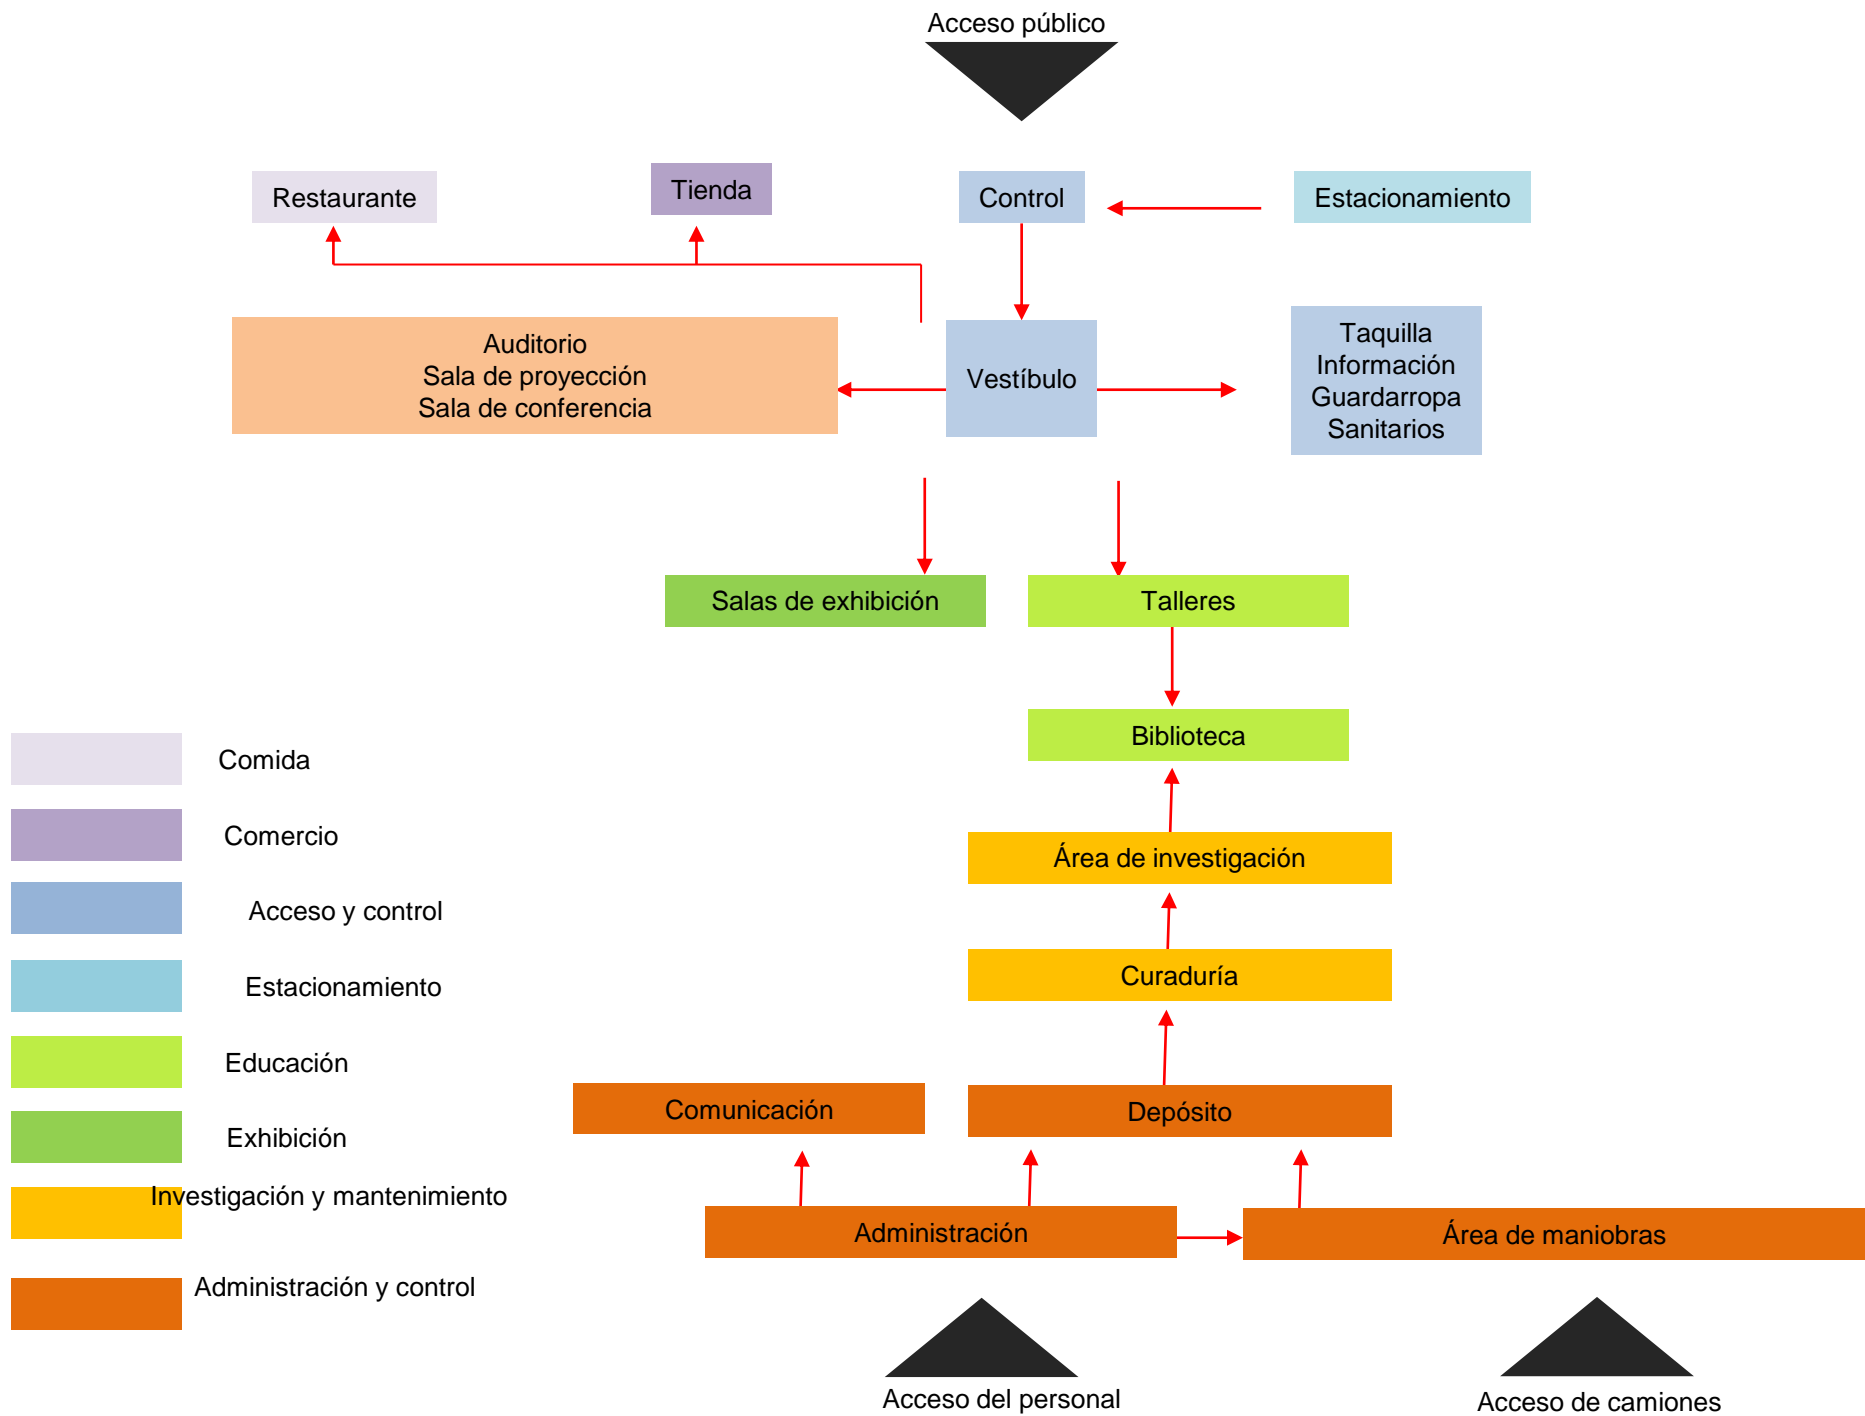 Acceso público
Restaurante
Tienda
Control
Estacionamiento
Auditorio
Sala de proyección
Sala de conferencia
Vestíbulo
Taquilla
Información
Guardarropa
Sanitarios
Salas de exhibición
Talleres
Biblioteca
Comida
Comercio
Área de investigación
Acceso y control
Curaduría
Estacionamiento
Educación
Comunicación
Depósito
Exhibición
Investigación y mantenimiento
Administración
Área de maniobras
Administración y control
Acceso del personal
Acceso de camiones